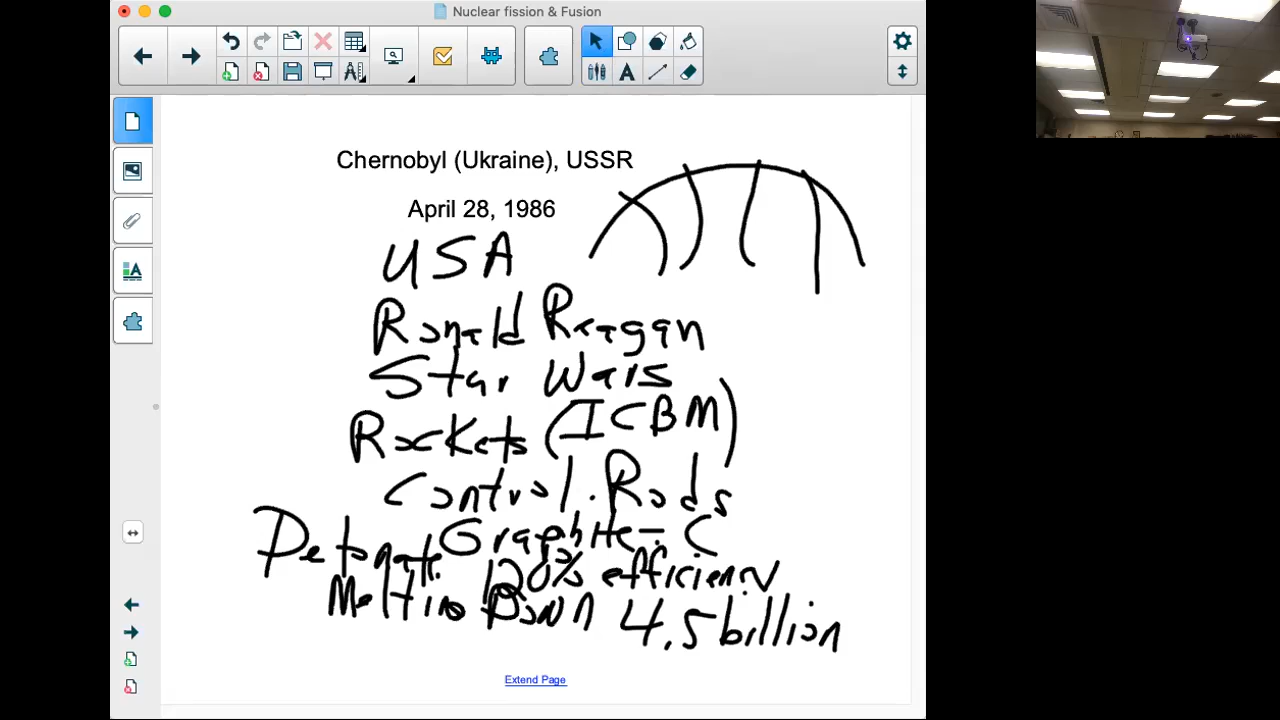 Nuclear fission & Fusion
Chernobyl (Ukraine), USSR
April 28, 1986
USA
Ronald Reagan
Star Wars
Rockets (ICBM)
Control Rods
Graphite - C
Detonate 120% efficiency
Melting Down 4.5 billion
Extend Page